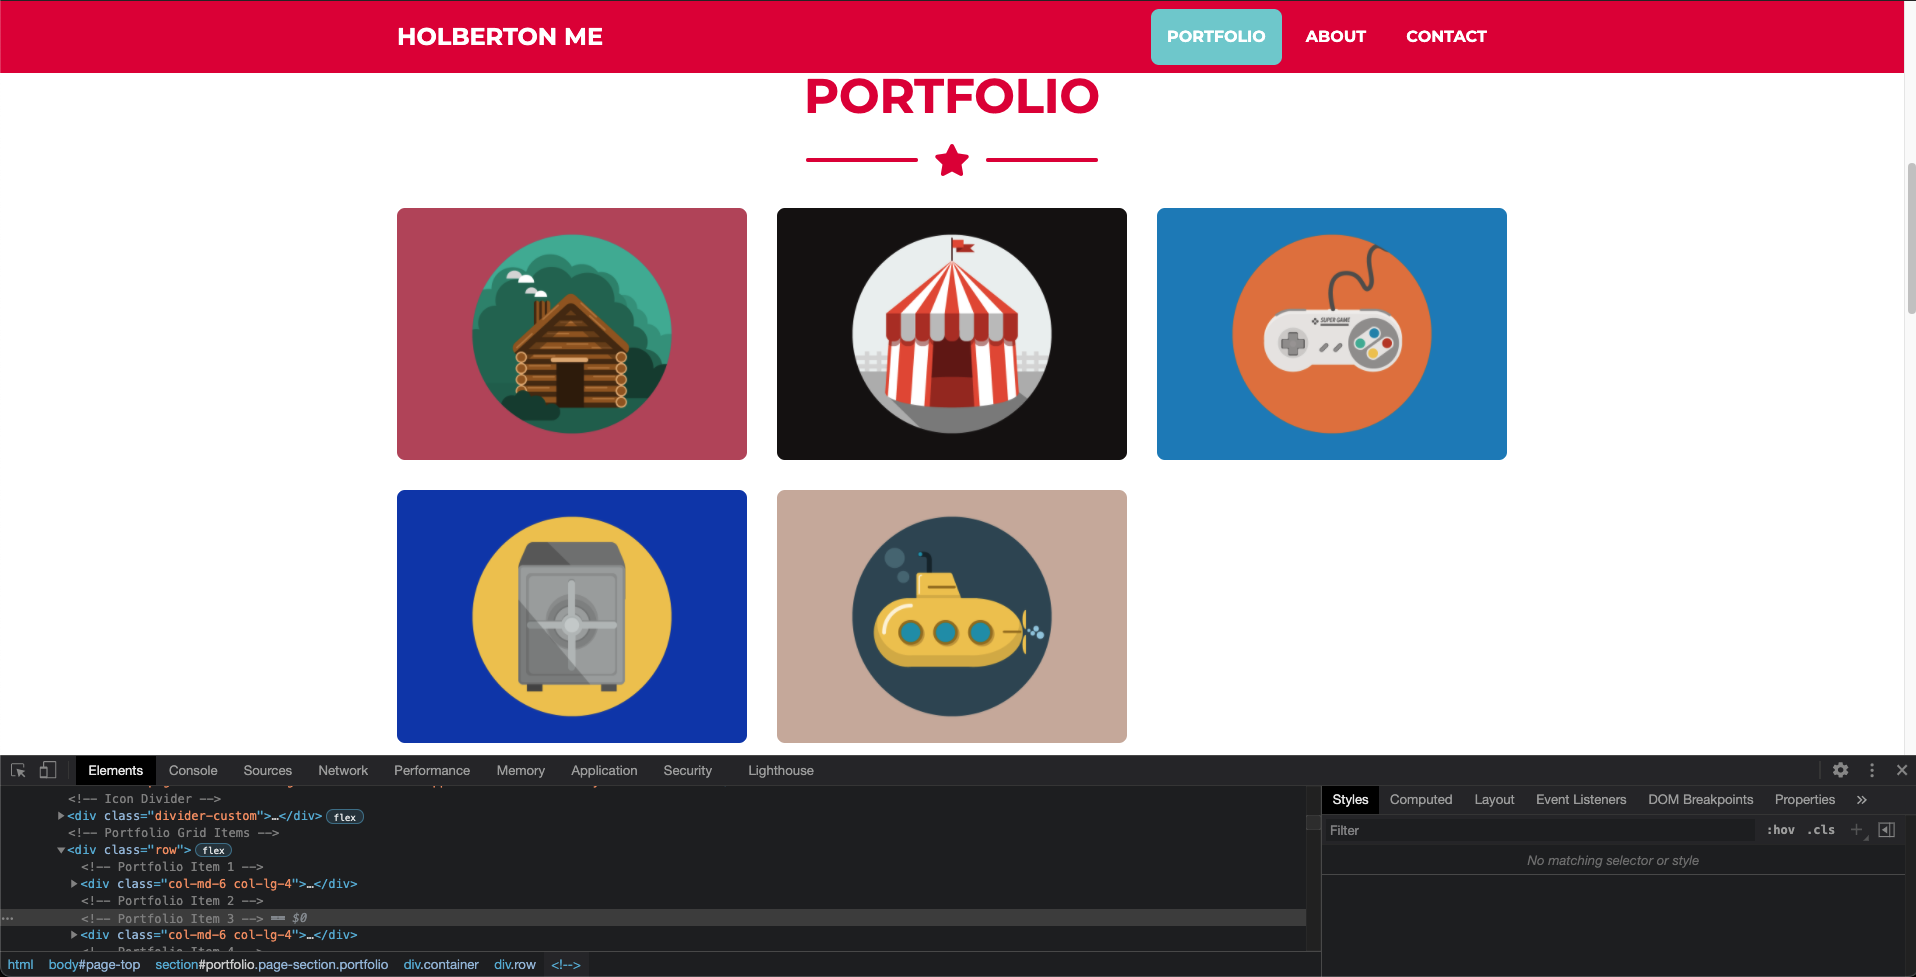 HOLBERTON ME
PORTFOLIO
ABOUT
CONTACT
PORTFOLIO
SUPER GAME
Elements
Console
Sources
Network
Performance
Memory
Application
Security
Lighthouse
<!-- Icon Divider -->
<div class="divider-custom">…</div> flex
<!-- Portfolio Grid Items -->
<div class="row"> flex
<!-- Portfolio Item 1 -->
<div class="col-md-6 col-lg-4">…</div>
<!-- Portfolio Item 2 -->
<!-- Portfolio Item 3 --> == $0
<div class="col-md-6 col-lg-4">…</div>
<!-- Portfolio Item 4 -->
html
body#page-top
section#portfolio.page-section.portfolio
div.container
div.row
<!-->
Styles
Computed
Layout
Event Listeners
DOM Breakpoints
Properties
Filter
:hov
.cls
No matching selector or style